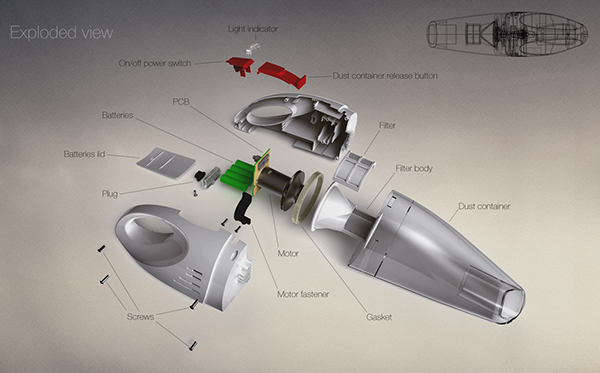 Exploded view
Light indicator
On/off power switch
Dust container release button
PCB
Batteries
Filter
Batteries lid
Filter body
Plug
Dust container
Motor
Motor fastener
Screws
Gasket